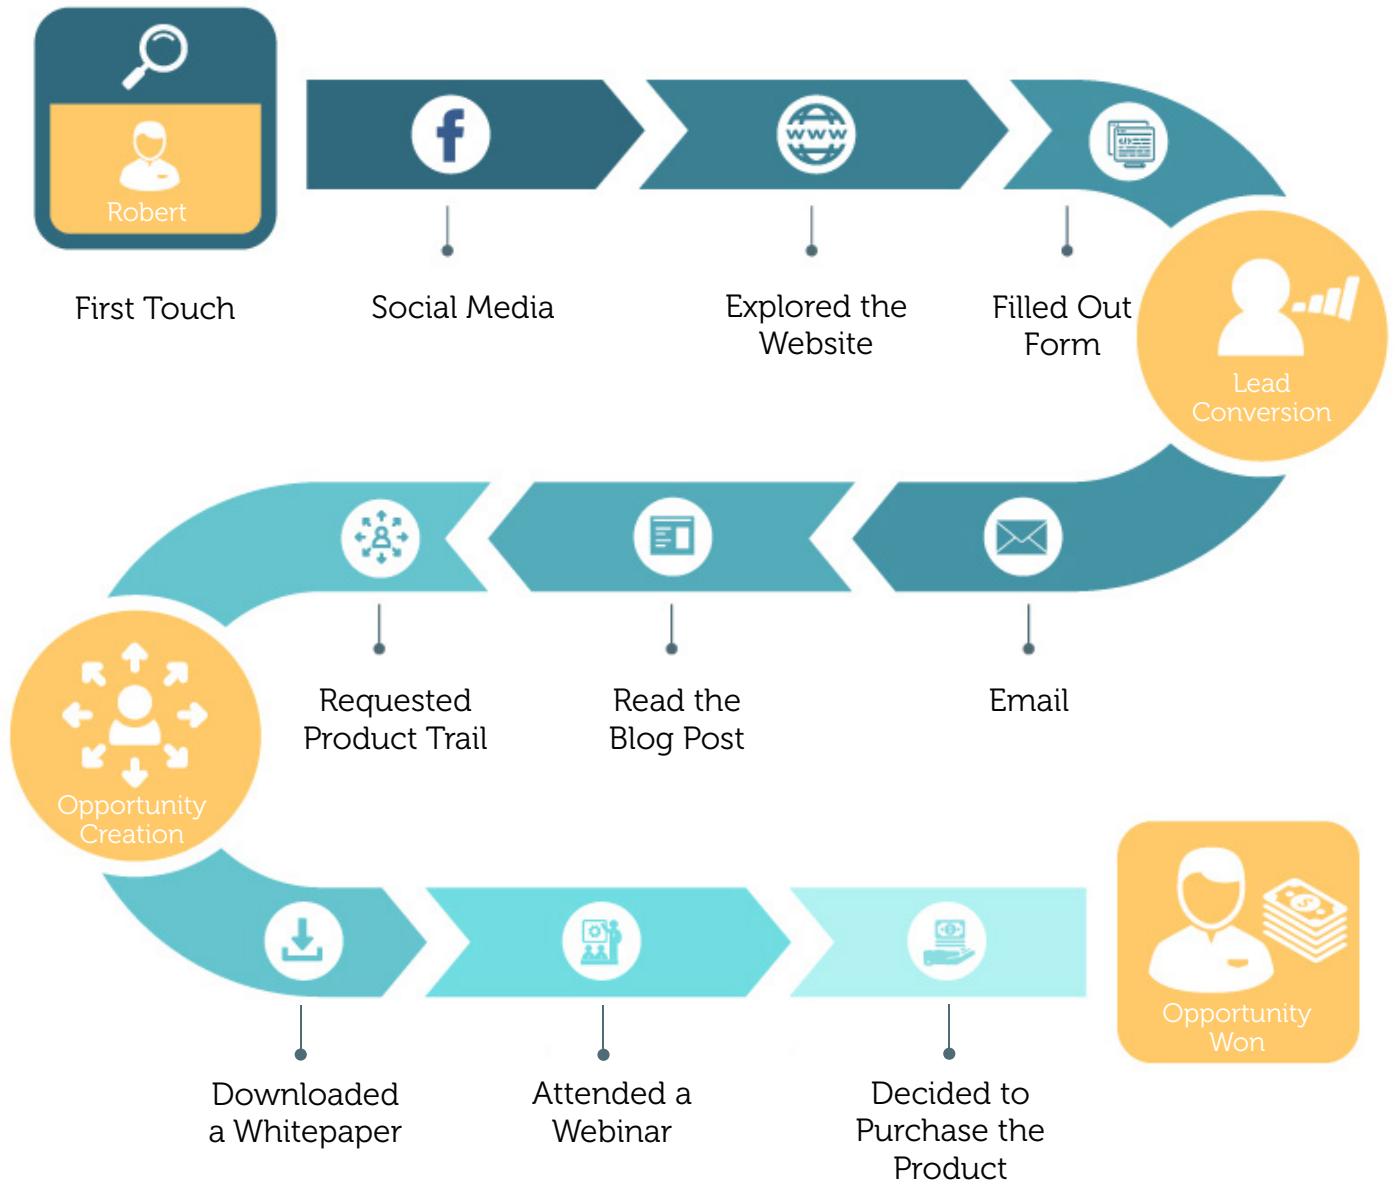 Robert
First Touch
Social Media
www
Explored the
Website
Filled Out
Form
Lead
Conversion
Email
Read the
Blog Post
Requested
Product Trail
Opportunity
Creation
Downloaded
a Whitepaper
Attended a
Webinar
Decided to
Purchase the
Product
Opportunity
Won